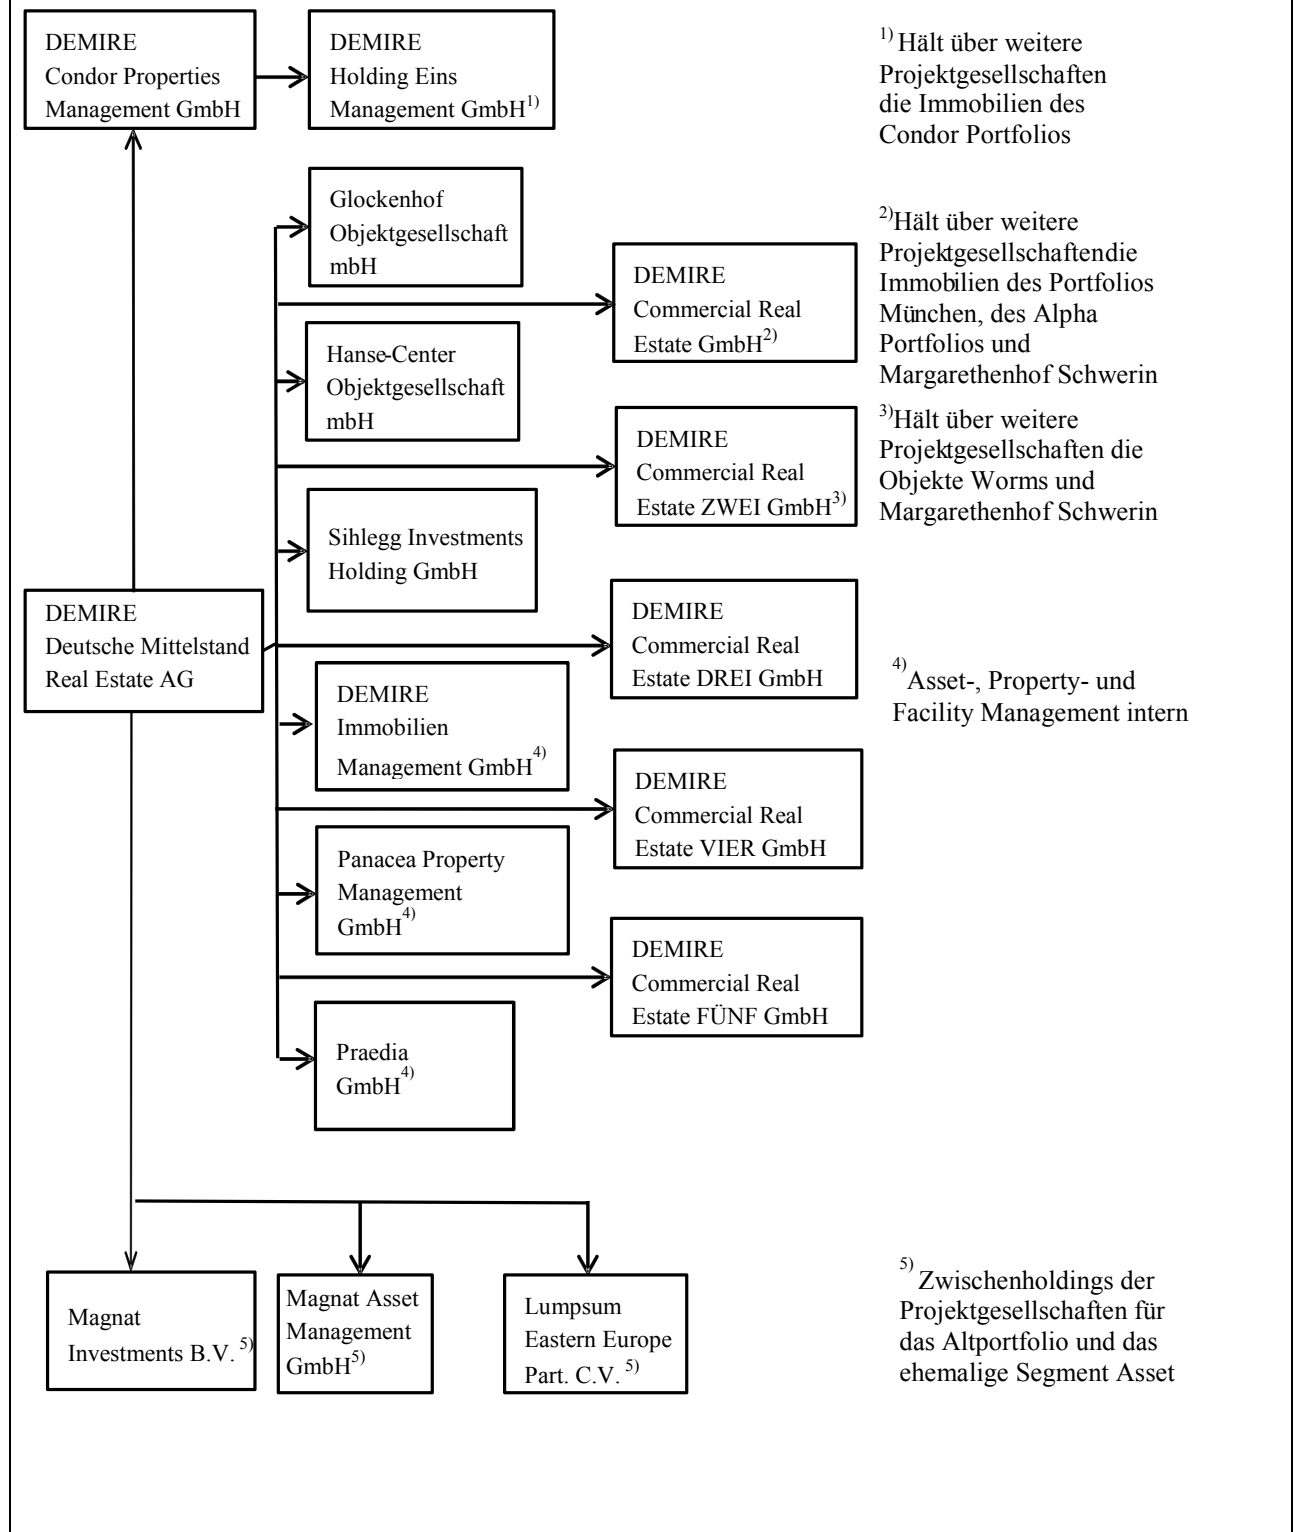 DEMIRE
Condor Properties
Management GmbH
DEMIRE
Holding Eins
Management GmbH1)
1) Hält über weitere
Projektgesellschaften
die Immobilien des
Condor Portfolios
Glockenhof
Objektgesellschaft
mbH
DEMIRE
Commercial Real
Estate GmbH2)
2)Hält über weitere
Projektgesellschaftendie
Immobilien des Portfolios
München, des Alpha
Portfolios und
Margarethenhof Schwerin
Hanse-Center
Objektgesellschaft
mbH
DEMIRE
Commercial Real
Estate ZWEI GmbH3)
3)Hält über weitere
Projektgesellschaften die
Objekte Worms und
Margarethenhof Schwerin
Sihlegg Investments
Holding GmbH
DEMIRE
Deutsche Mittelstand
Real Estate AG
DEMIRE
Commercial Real
Estate DREI GmbH
DEMIRE
Immobilien
Management GmbH4)
4)Asset-, Property- und
Facility Management intern
DEMIRE
Commercial Real
Estate VIER GmbH
Panacea Property
Management
GmbH4)
DEMIRE
Commercial Real
Estate FÜNF GmbH
Praedia
GmbH4)
Magnat
Investments B.V. 5)
Magnat Asset
Management
GmbH5)
Lumpsum
Eastern Europe
Part. C.V. 5)
5) Zwischenholdings der
Projektgesellschaften für
das Altportfolio und das
ehemalige Segment Asset